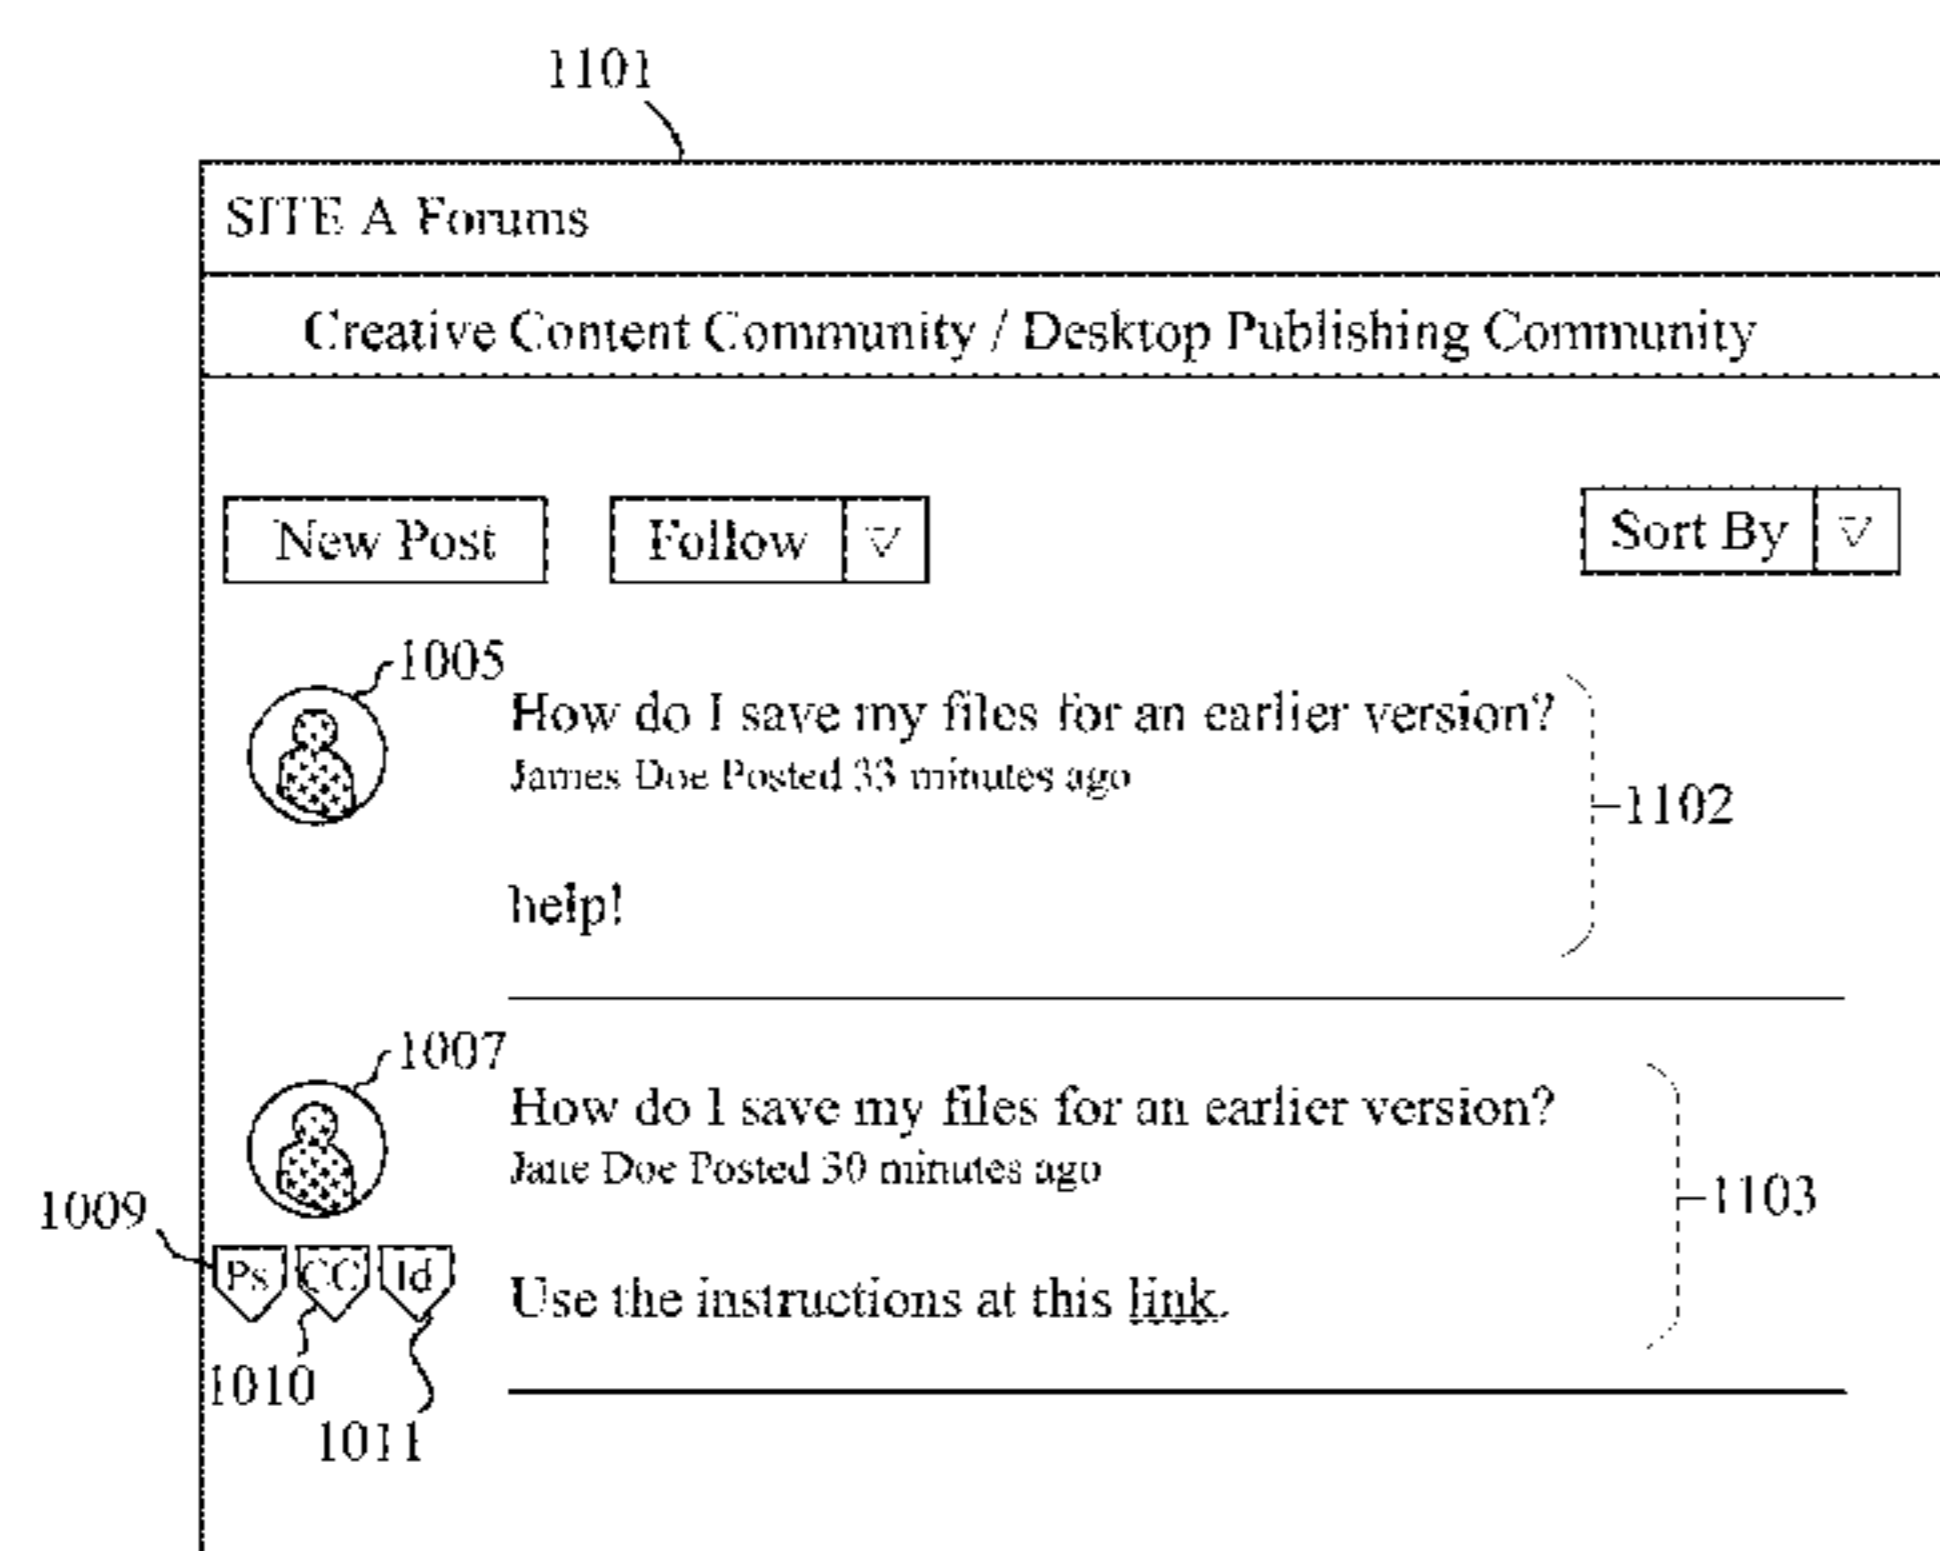 1101
SITE A Forums
Creative Content Community / Desktop Publishing Community
New Post Follow Sort By
1005
How do I save my files for an earlier version?
James Doe Posted 33 minutes ago
1102
help!
1007
How do I save my files for an earlier version?
Jane Doe Posted 30 minutes ago
1103
1009
Ps CC Id
Use the instructions at this link.
1010
1011